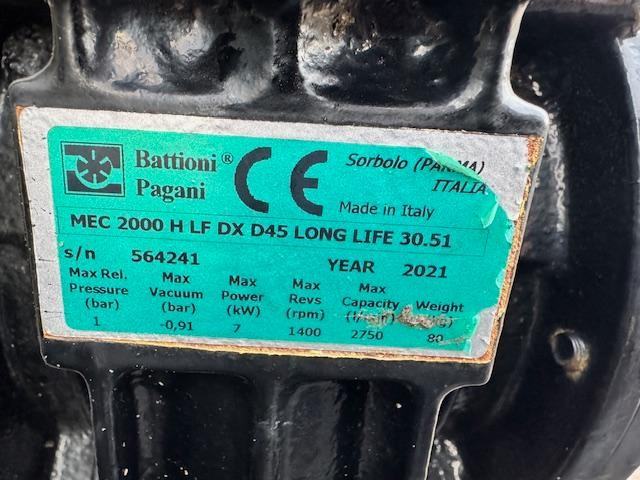 Battioni®
Pagani
CE
Sorbolo (PARMA)
ITALIA
Made in Italy
MEC 2000 H LF DX D45 LONG LIFE 30.51
s/n 564241 YEAR 2021
Max Rel. Max Max Max Max
Pressure Vacuum Power Revs Capacity Weight
(bar) (bar) (kW) (rpm)
1 -0,91 7 1400 2750 80